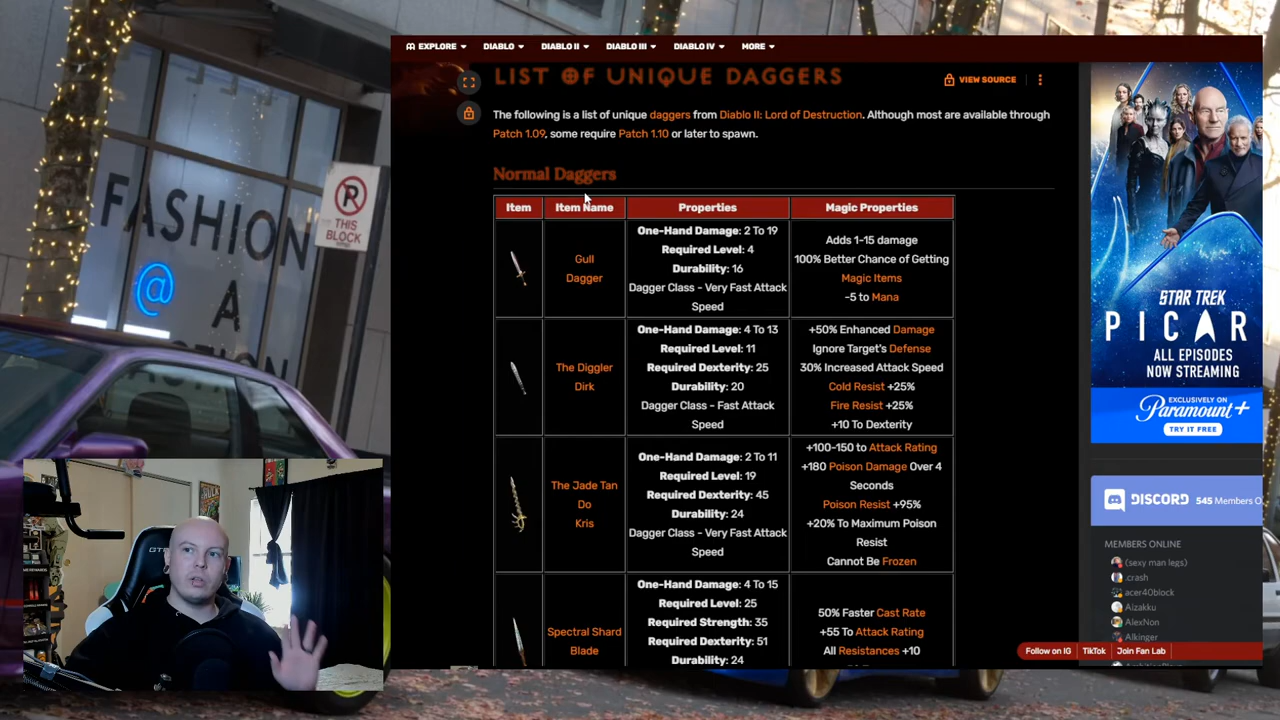 EXPLORE DIABLO DIABLO II DIABLO III DIABLO IV MORE
LIST OF UNIQUE DAGGERS
VIEW SOURCE
The following is a list of unique daggers from Diablo II: Lord of Destruction. Although most are available through
Patch 1.09, some require Patch 1.10 or later to spawn.
Normal Daggers
Item Item Name Properties Magic Properties
Gull
Dagger
One-Hand Damage: 2 To 19
Required Level: 4
Durability: 16
Dagger Class - Very Fast Attack
Speed
Adds 1-15 damage
100% Better Chance of Getting
Magic Items
-5 to Mana
The Diggler
Dirk
One-Hand Damage: 4 To 13
Required Level: 11
Required Dexterity: 25
Durability: 20
Dagger Class - Fast Attack
Speed
+50% Enhanced Damage
Ignore Target's Defense
30% Increased Attack Speed
Cold Resist +25%
Fire Resist +25%
+10 To Dexterity
The Jade Tan
Do
Kris
One-Hand Damage: 2 To 11
Required Level: 19
Required Dexterity: 45
Durability: 24
Dagger Class - Very Fast Attack
Speed
+100-150 to Attack Rating
+180 Poison Damage Over 4
Seconds
Poison Resist +95%
+20% To Maximum Poison
Resist
Cannot Be Frozen
Spectral Shard
Blade
One-Hand Damage: 4 To 15
Required Level: 25
Required Strength: 35
Required Dexterity: 51
Durability: 24
50% Faster Cast Rate
+55 To Attack Rating
All Resistances +10
STAR TREK
PICAR
ALL EPISODES
NOW STREAMING
EXCLUSIVELY ON
Paramount+
TRY IT FREE
DISCORD 545 Members O
MEMBERS ONLINE
(sexy man legs)
.crash
acer40block
Aizakku
AlexNon
Alkinger
Follow on IG TikTok Join Fan Lab
FASHION
@
A
P
THIS
BLOCK